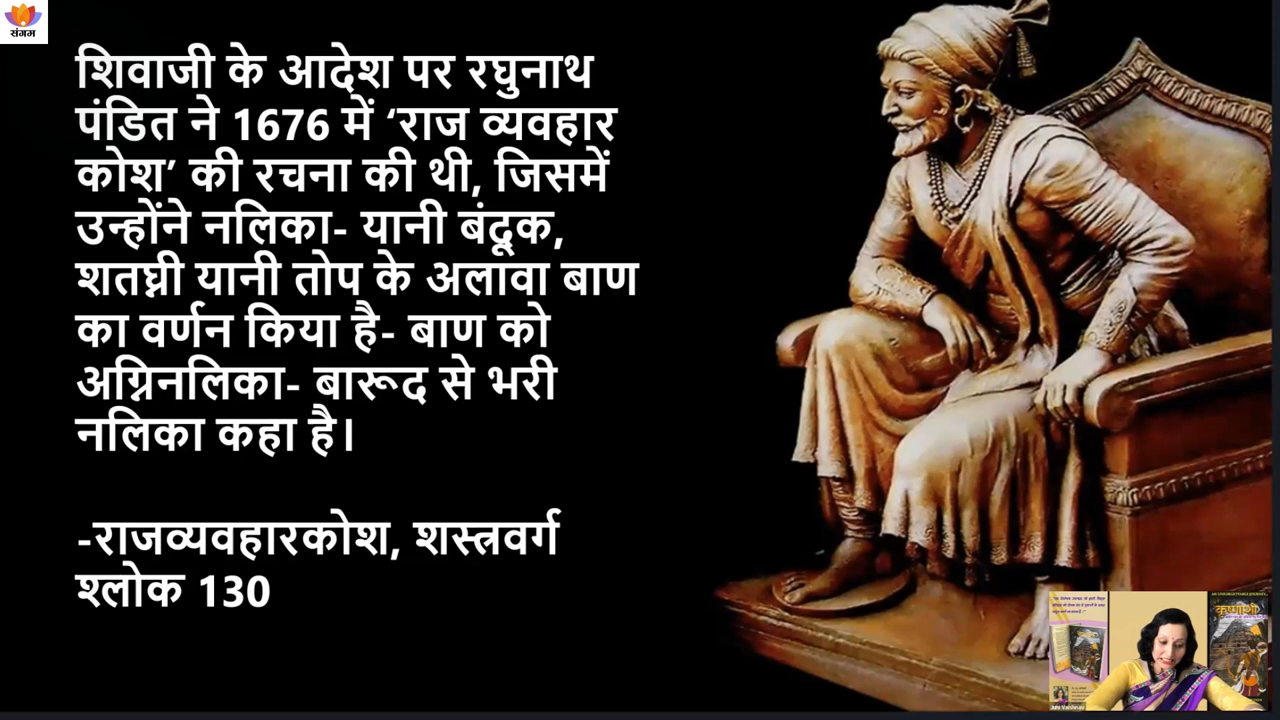 संगम
शिवाजी के आदेश पर रघुनाथ
पंडित ने 1676 में ‘राज व्यवहार
कोश’ की रचना की थी, जिसमें
उन्होंने नलिका- यानी बंदूक,
शतघ्नी यानी तोप के अलावा बाण
का वर्णन किया है- बाण को
अग्निनलिका- बारूद से भरी
नलिका कहा है।
-राजव्यवहारकोश, शस्त्रवर्ग
श्लोक 130